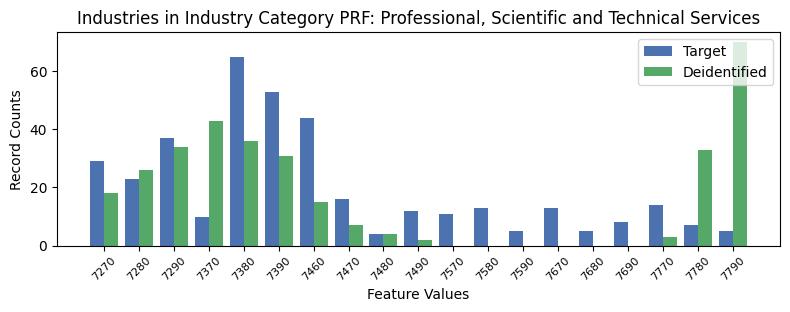 Industries in Industry Category PRF: Professional, Scientific and Technical Services
Target
Deidentified
Record Counts
60
40
20
0
7270 7280 7290 7370 7380 7390 7460 7470 7480 7490 7570 7580 7590 7670 7680 7690 7770 7780 7790
Feature Values